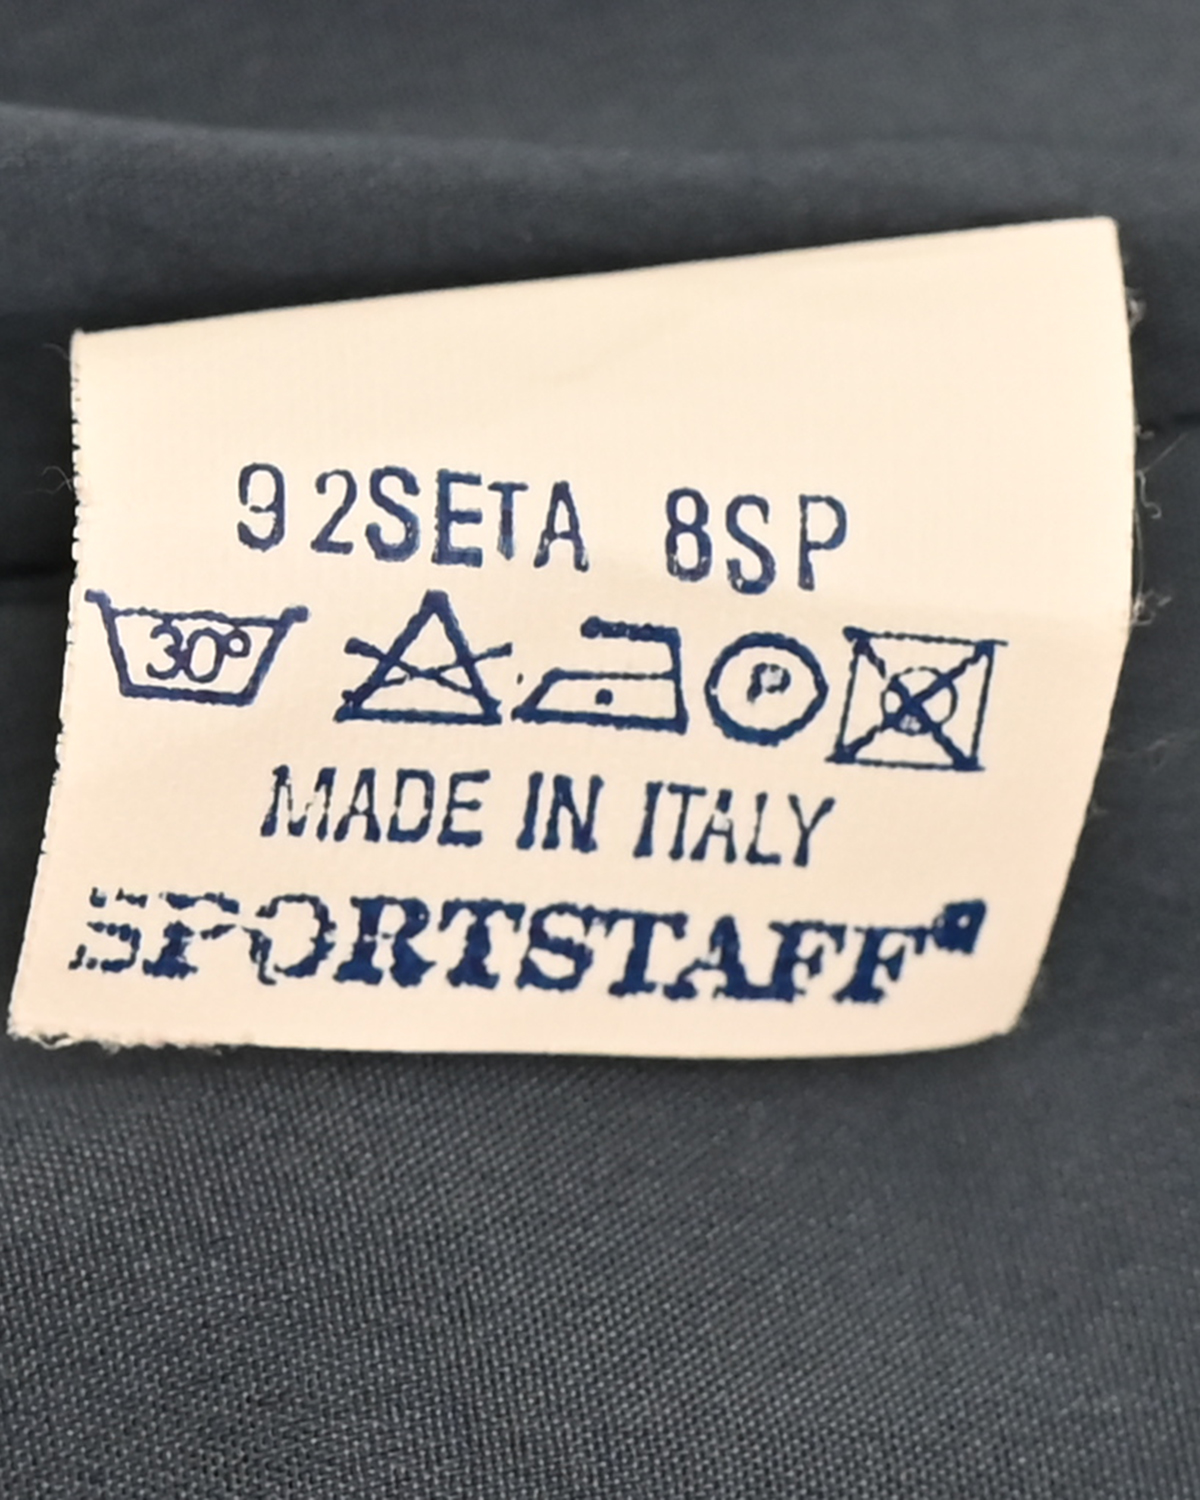 92SETA 8SP
30°
P
MADE IN ITALY
SPORTSTAFF